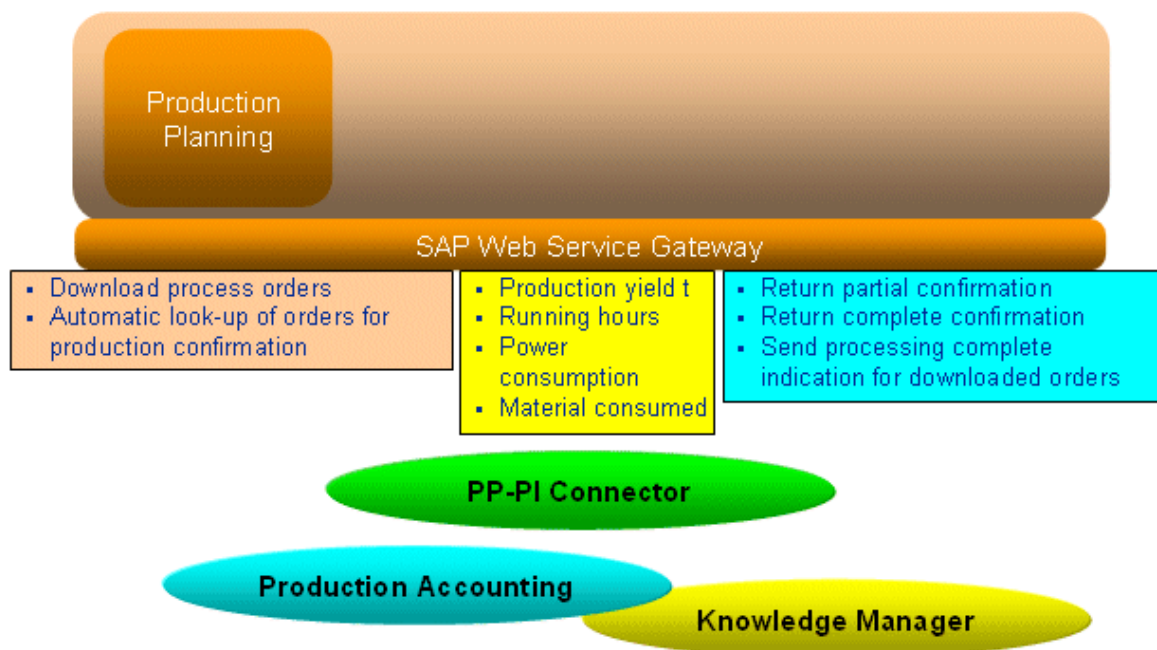 Production
Planning
SAP Web Service Gateway
▪ Download process orders
▪ Automatic look-up of orders for
production confirmation
▪ Production yield t
▪ Running hours
▪ Power
consumption
▪ Material consumed
▪ Return partial confirmation
▪ Return complete confirmation
▪ Send processing complete
indication for downloaded orders
PP-PI Connector
Production Accounting
Knowledge Manager